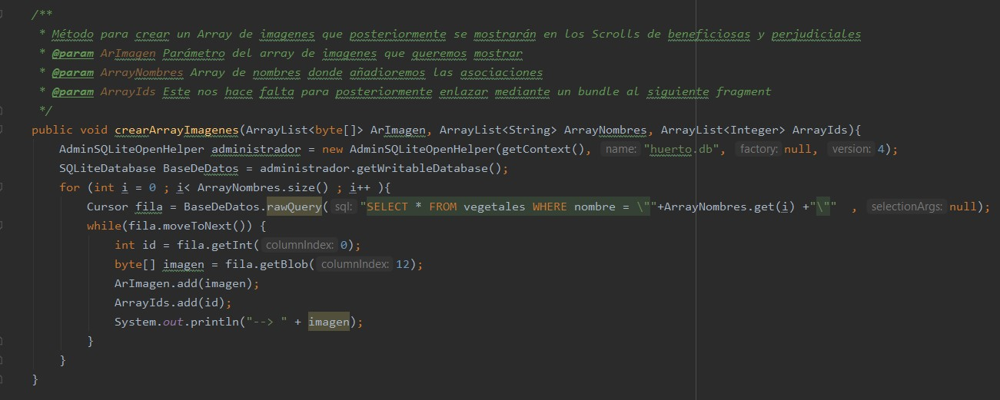 /**
 * Método para crear un Array de imagenes que posteriormente se mostrarán en los Scrolls de beneficiosas y perjudiciales
 * @param ArImagen Parámetro del array de imagenes que queremos mostrar
 * @param ArrayNombres Array de nombres donde añadioremos las asociaciones
 * @param ArrayIds Este nos hace falta para posteriormente enlazar mediante un bundle al siguiente fragment
 */
public void crearArrayImagenes(ArrayList<byte[]> ArImagen, ArrayList<String> ArrayNombres, ArrayList<Integer> ArrayIds){
    AdminSQLiteOpenHelper administrador = new AdminSQLiteOpenHelper(getContext(), name: "huerto.db", factory: null, version: 4);
    SQLiteDatabase BaseDeDatos = administrador.getWritableDatabase();
    for (int i = 0 ; i< ArrayNombres.size() ; i++ ){
        Cursor fila = BaseDeDatos.rawQuery( sql: "SELECT * FROM vegetales WHERE nombre = \""+ArrayNombres.get(i) +"\"" , selectionArgs: null);
        while(fila.moveToNext()) {
            int id = fila.getInt( columnIndex: 0);
            byte[] imagen = fila.getBlob( columnIndex: 12);
            ArImagen.add(imagen);
            ArrayIds.add(id);
            System.out.println("--> " + imagen);
        }
    }
}